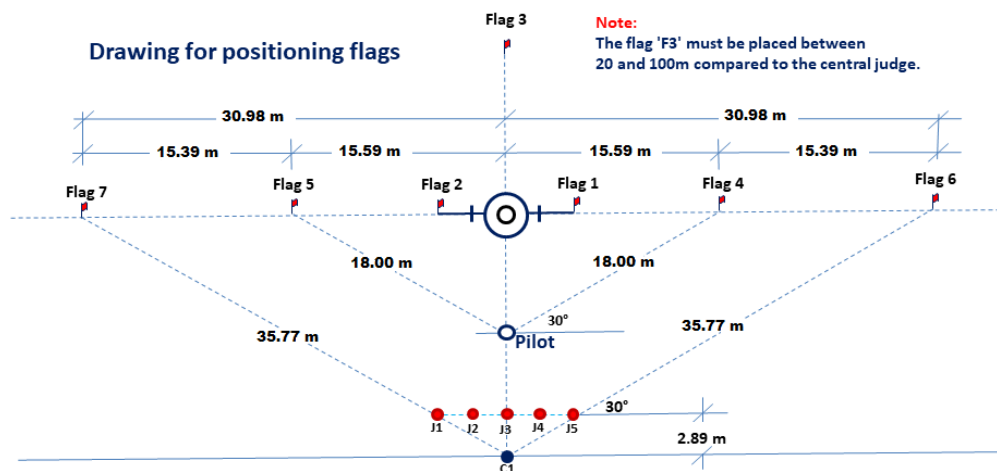 Flag 3
Note:
Drawing for positioning flags
The flag 'F3' must be placed between
20 and 100m compared to the central judge.
30.98 m
30.98 m
15.39 m
15.59 m
15.59 m
15.39 m
Flag 7
Flag 5
Flag 2
Flag 1
Flag 4
Flag 6
18.00 m
18.00 m
35.77 m
35.77 m
30°
Pilot
30°
J1
J2
J3
J4
J5
2.89 m
C1